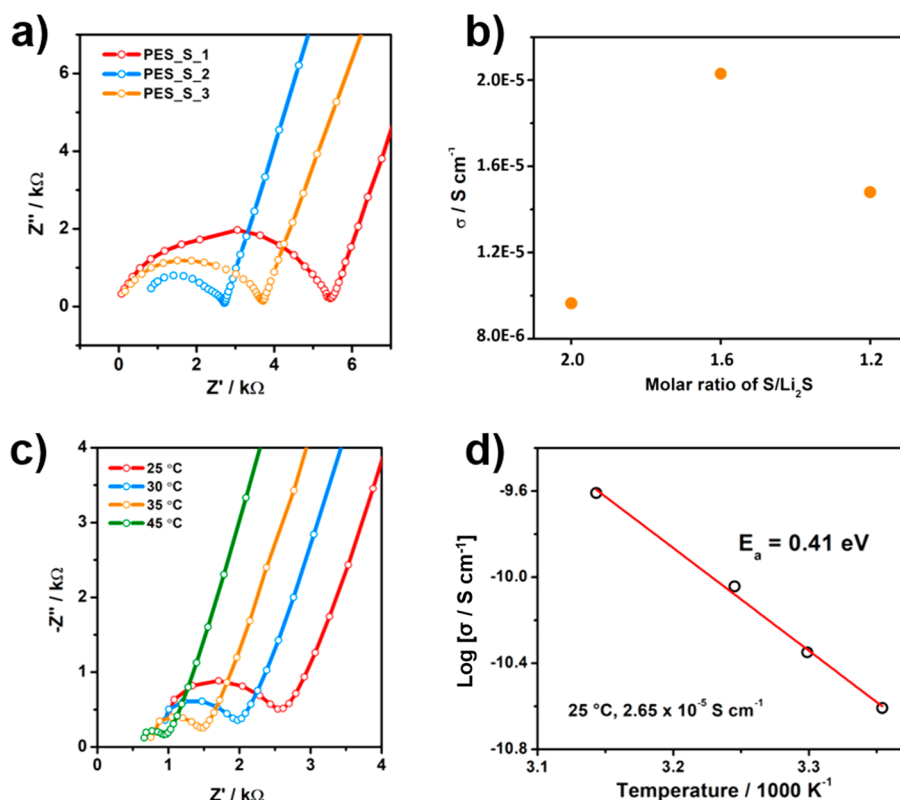 a)
PES_S_1
PES_S_2
PES_S_3
6
4
2
0
Z'' / kΩ
0 2 4 6
Z' / kΩ
b)
2.0E-5
1.6E-5
1.2E-5
8.0E-6
σ / S cm⁻¹
2.0 1.6 1.2
Molar ratio of S/Li₂S
c)
25 °C
30 °C
35 °C
45 °C
4
3
2
1
0
-Z'' / kΩ
0 1 2 3 4
Z' / kΩ
d)
-9.6
-10.0
-10.4
-10.8
Log [σ / S cm⁻¹]
Eₐ = 0.41 eV
25 °C, 2.65 x 10⁻⁵ S cm⁻¹
3.1 3.2 3.3
Temperature / 1000 K⁻¹